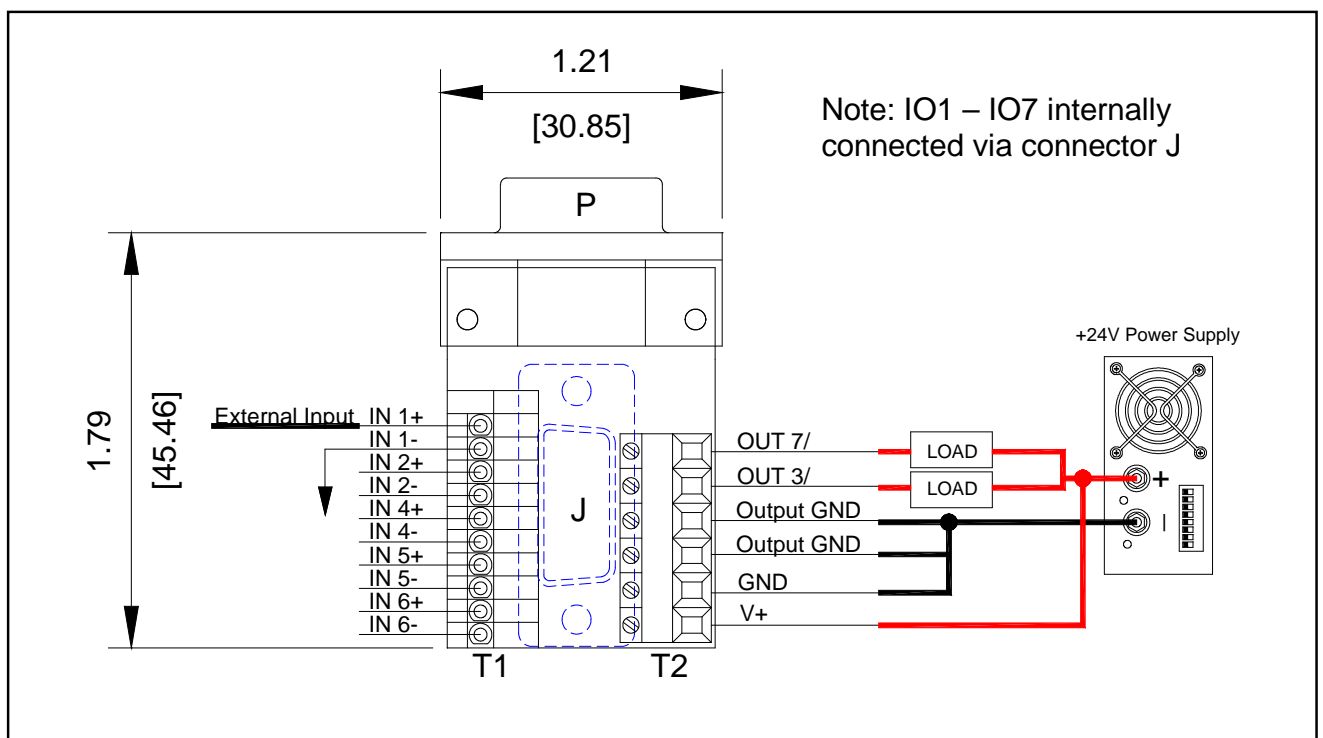 1.21
[30.85]
Note: IO1 – IO7 internally
connected via connector J
P
1.79
[45.46]
+24V Power Supply
External Input
IN 1+
IN 1-
IN 2+
IN 2-
IN 4+
IN 4-
IN 5+
IN 5-
IN 6+
IN 6-
J
OUT 7/
OUT 3/
Output GND
Output GND
GND
V+
LOAD
LOAD
+
–
T1
T2